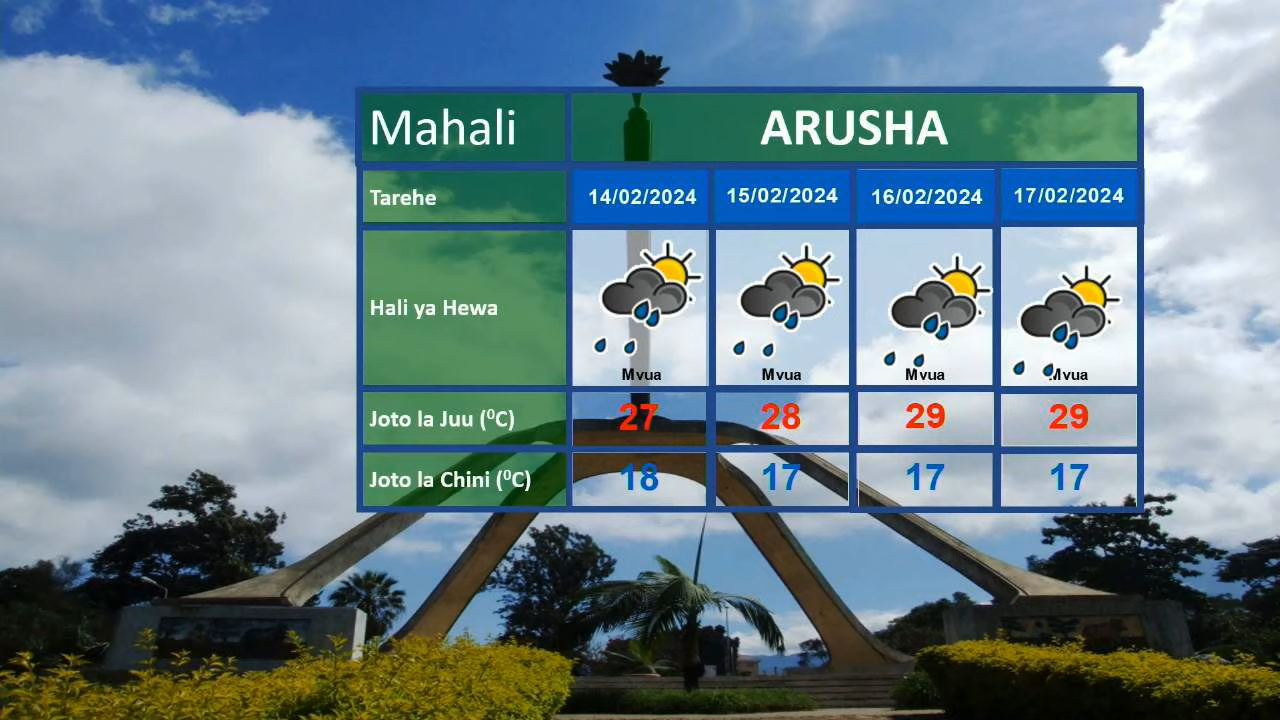 Mahali ARUSHA
Tarehe 14/02/2024 15/02/2024 16/02/2024 17/02/2024
Hali ya Hewa Mvua Mvua Mvua Mvua
Joto la Juu (⁰C) 27 28 29 29
Joto la Chini (⁰C) 18 17 17 17